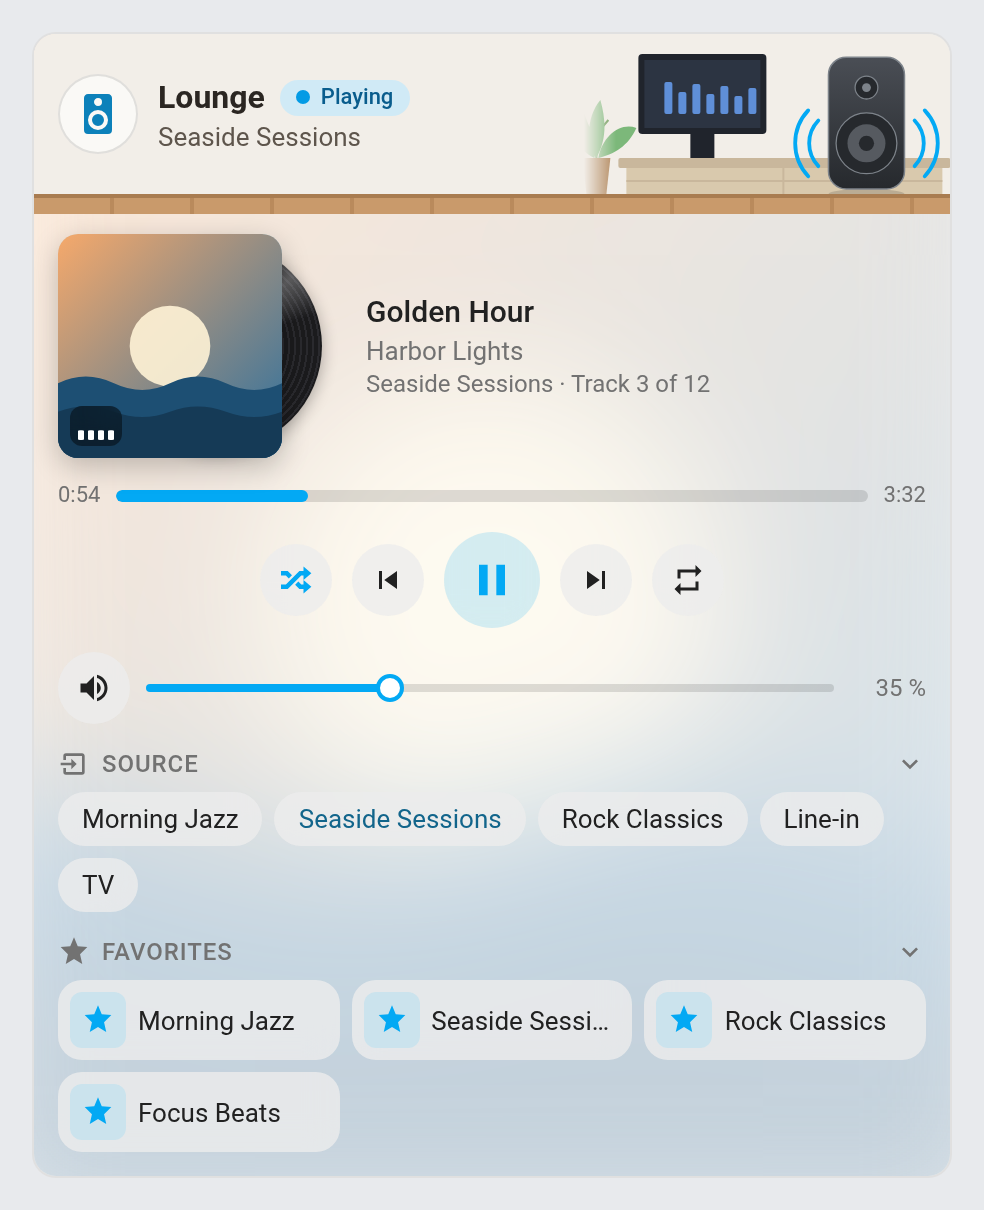 Lounge
Playing
Seaside Sessions
Golden Hour
Harbor Lights
Seaside Sessions · Track 3 of 12
0:54
3:32
35 %
SOURCE
Morning Jazz
Seaside Sessions
Rock Classics
Line-in
TV
FAVORITES
Morning Jazz
Seaside Sessi...
Rock Classics
Focus Beats